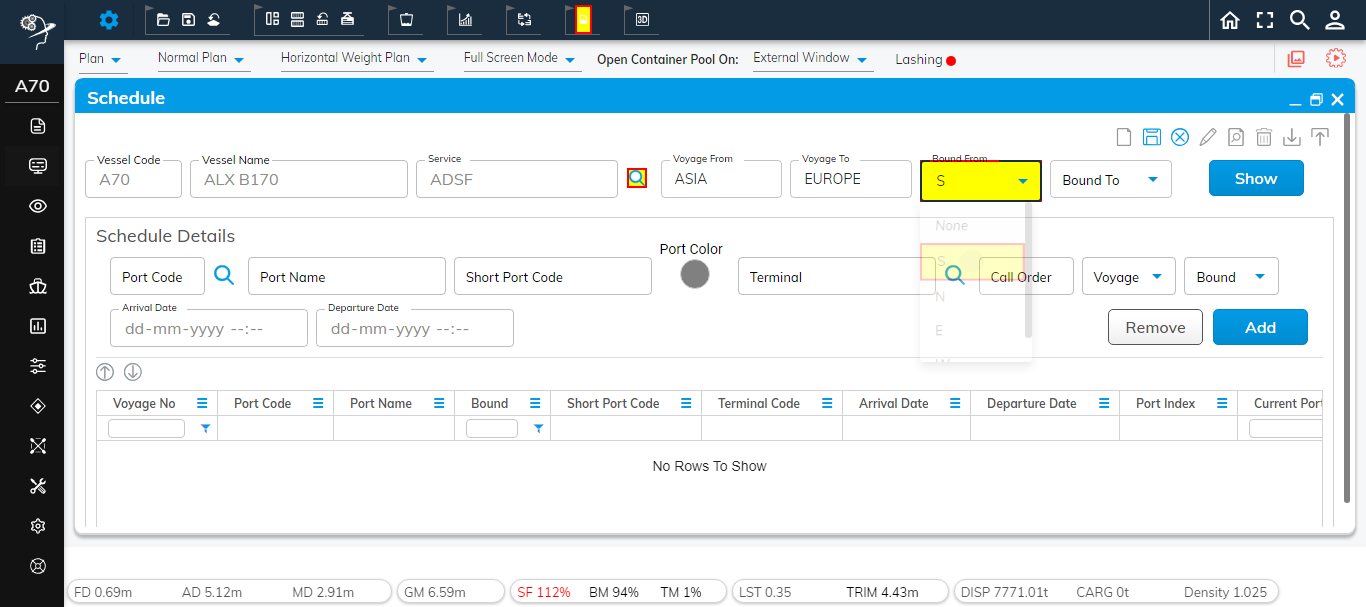 3D
Plan
Normal Plan
Horizontal Weight Plan
Full Screen Mode
Open Container Pool On:
External Window
Lashing
A70
Schedule
Vessel Code
A70
Vessel Name
ALX B170
Service
ADSF
Voyage From
ASIA
Voyage To
EUROPE
Bound From
S
Bound To
Show
None
S
N
E
Schedule Details
Port Code
Port Name
Short Port Code
Port Color
Terminal
Call Order
Voyage
Bound
Arrival Date
dd-mm-yyyy --:--
Departure Date
dd-mm-yyyy --:--
Remove
Add
Voyage No
Port Code
Port Name
Bound
Short Port Code
Terminal Code
Arrival Date
Departure Date
Port Index
Current Port
No Rows To Show
FD 0.69m
AD 5.12m
MD 2.91m
GM 6.59m
SF 112%
BM 94%
TM 1%
LST 0.35
TRIM 4.43m
DISP 7771.01t
CARG 0t
Density 1.025